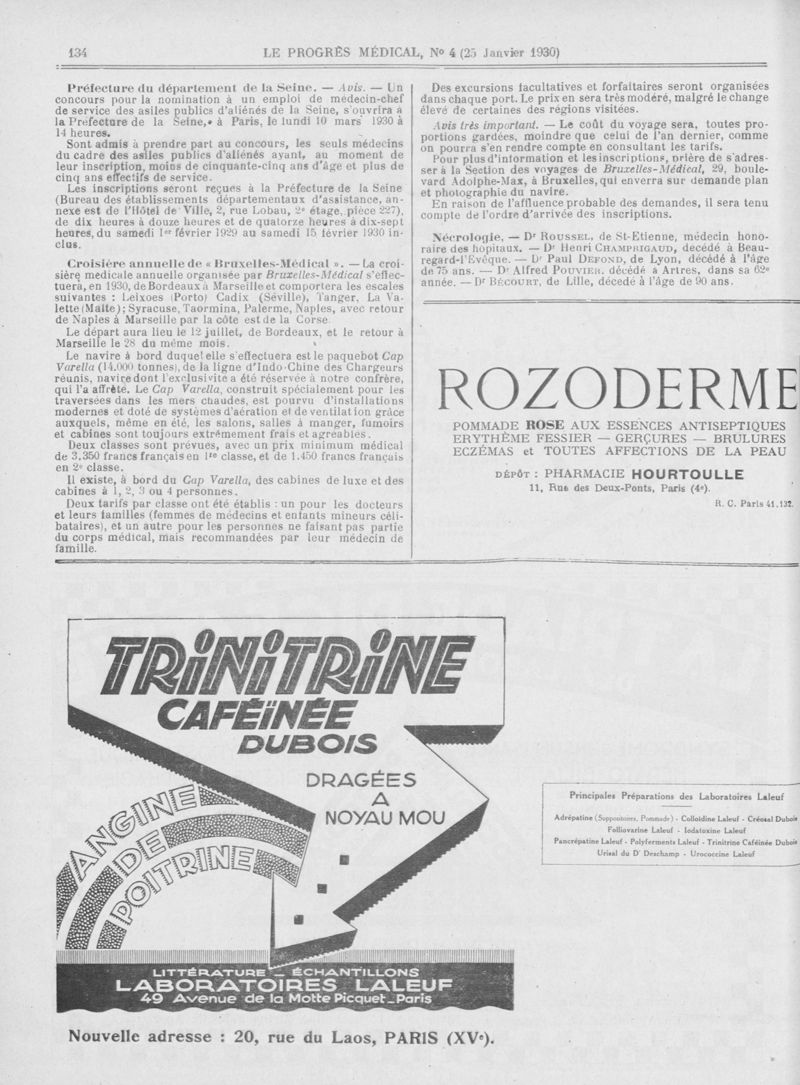 134
LE PROGRÈS MÉDICAL, No 4 (25 Janvier 1930)
Préfecture du département de la Seine. — Avis. — Un
concours pour la nomination à un emploi de médecin-chef
de service des asiles publics d'aliénés de la Seine, s'ouvrira à
la Préfecture de la Seine, à Paris, le lundi 10 mars 1930 à
14 heures.
Sont admis à prendre part au concours, les seuls médecins
du cadre des asiles publics d'aliénés ayant, au moment de
leur inscription, moins de cinquante-cinq ans d'âge et plus de
cinq ans effectifs de service.
Les inscriptions seront reçues à la Préfecture de la Seine
(Bureau des établissements départementaux d'assistance, an-
nexe est de l'Hôtel de Ville, 2, rue Lobau, 2e étage, pièce 227),
de dix heures à douze heures et de quatorze heures à dix-sept
heures, du samedi 1er février 1929 au samedi 15 février 1930 in-
clus.
Croisière annuelle de « Bruxelles-Médical ». — La croi-
sière médicale annuelle organisée par Bruxelles-Médical s'effec-
tuera, en 1930, de Bordeaux à Marseille et comportera les escales
suivantes : Leixoes (Porto) Cadix (Séville), Tanger, La Va-
lette (Malte) ; Syracuse, Taormina, Palerme, Naples, avec retour
de Naples à Marseille par la côte est de la Corse.
Le départ aura lieu le 12 juillet, de Bordeaux, et le retour à
Marseille le 28 du même mois.
Le navire à bord duquel elle s'effectuera est le paquebot Cap
Varella (14.000 tonnes), de la ligne d'Indo-Chine des Chargeurs
réunis, navire dont l'exclusivité a été réservée à notre confrère,
qui l'a affrêté. Le Cap Varella, construit spécialement pour les
traversées dans les mers chaudes, est pourvu d'installations
modernes et doté de systèmes d'aération et de ventilation grâce
auxquels, même en été, les salons, salles à manger, fumoirs
et cabines sont toujours extrêmement frais et agréables.
Deux classes sont prévues, avec un prix minimum médical
de 3.350 francs français en 1re classe, et de 1.450 francs français
en 2e classe.
Il existe, à bord du Cap Varella, des cabines de luxe et des
cabines à 1, 2, 3 ou 4 personnes.
Deux tarifs par classe ont été établis : un pour les docteurs
et leurs familles (femmes de médecins et enfants mineurs céli-
bataires), et un autre pour les personnes ne faisant pas partie
du corps médical, mais recommandées par leur médecin de
famille.
Des excursions facultatives et forfaitaires seront organisées
dans chaque port. Le prix en sera très modéré, malgré le change
élevé de certaines des régions visitées.
Avis très important. — Le coût du voyage sera, toutes pro-
portions gardées, moindre que celui de l'an dernier, comme
on pourra s'en rendre compte en consultant les tarifs.
Pour plus d'information et les inscriptions, prière de s'adres-
ser à la Section des voyages de Bruxelles-Médical, 29, boule-
vard Adolphe-Max, à Bruxelles, qui enverra sur demande plan
et photographie du navire.
En raison de l'affluence probable des demandes, il sera tenu
compte de l'ordre d'arrivée des inscriptions.
Nécrologie. — Dr ROUSSEL, de St-Etienne, médecin hono-
raire des hôpitaux. — Dr Henri CHAMPRIGAUD, décédé à Beau-
regard-l'Evêque. — Dr Paul DEFOND, de Lyon, décédé à l'âge
de 75 ans. — Dr Alfred POUVIER, décédé à Artres, dans sa 62e
année. — Dr BÉCOURT, de Lille, décédé à l'âge de 90 ans.
ROZODERME
POMMADE ROSE AUX ESSENCES ANTISEPTIQUES
ERYTHÈME FESSIER — GERÇURES — BRULURES
ECZÉMAS et TOUTES AFFECTIONS DE LA PEAU
DÉPÔT : PHARMACIE HOURTOULLE
11, Rue des Deux-Ponts, Paris (4e).
R. C. Paris 41.132.
TRINITRINE
CAFÉINÉE
DUBOIS
DRAGÉES
A
NOYAU MOU
ANGINE
DE
POITRINE
LITTÉRATURE _ ÉCHANTILLONS
LABORATOIRES LALEUF
49 Avenue de la Motte Picquet_Paris
Nouvelle adresse : 20, rue du Laos, PARIS (XVe).
Principales Préparations des Laboratoires Laleuf
Adrépatine (Suppositoires, Pommade) - Colloïdine Laleuf - Créosal Dubois
Folliovarine Laleuf - Iodatoxine Laleuf
Pancrépatine Laleuf - Polyferments Laleuf - Trinitrine Caféinée Dubois
Urisal du Dr Deschamp - Urococcine Laleuf